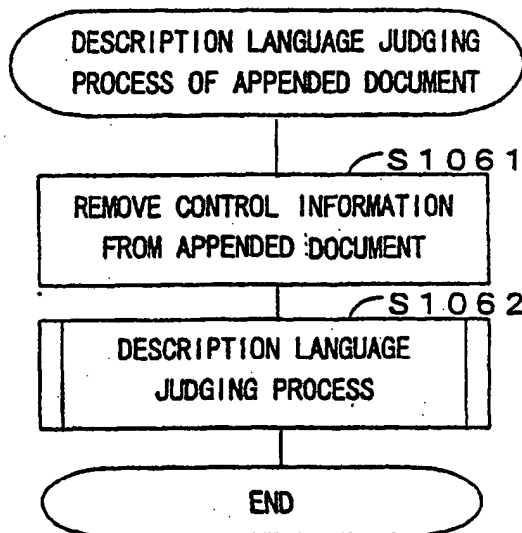 DESCRIPTION LANGUAGE JUDGING
PROCESS OF APPENDED DOCUMENT
S1061
REMOVE CONTROL INFORMATION
FROM APPENDED DOCUMENT
S1062
DESCRIPTION LANGUAGE
JUDGING PROCESS
END